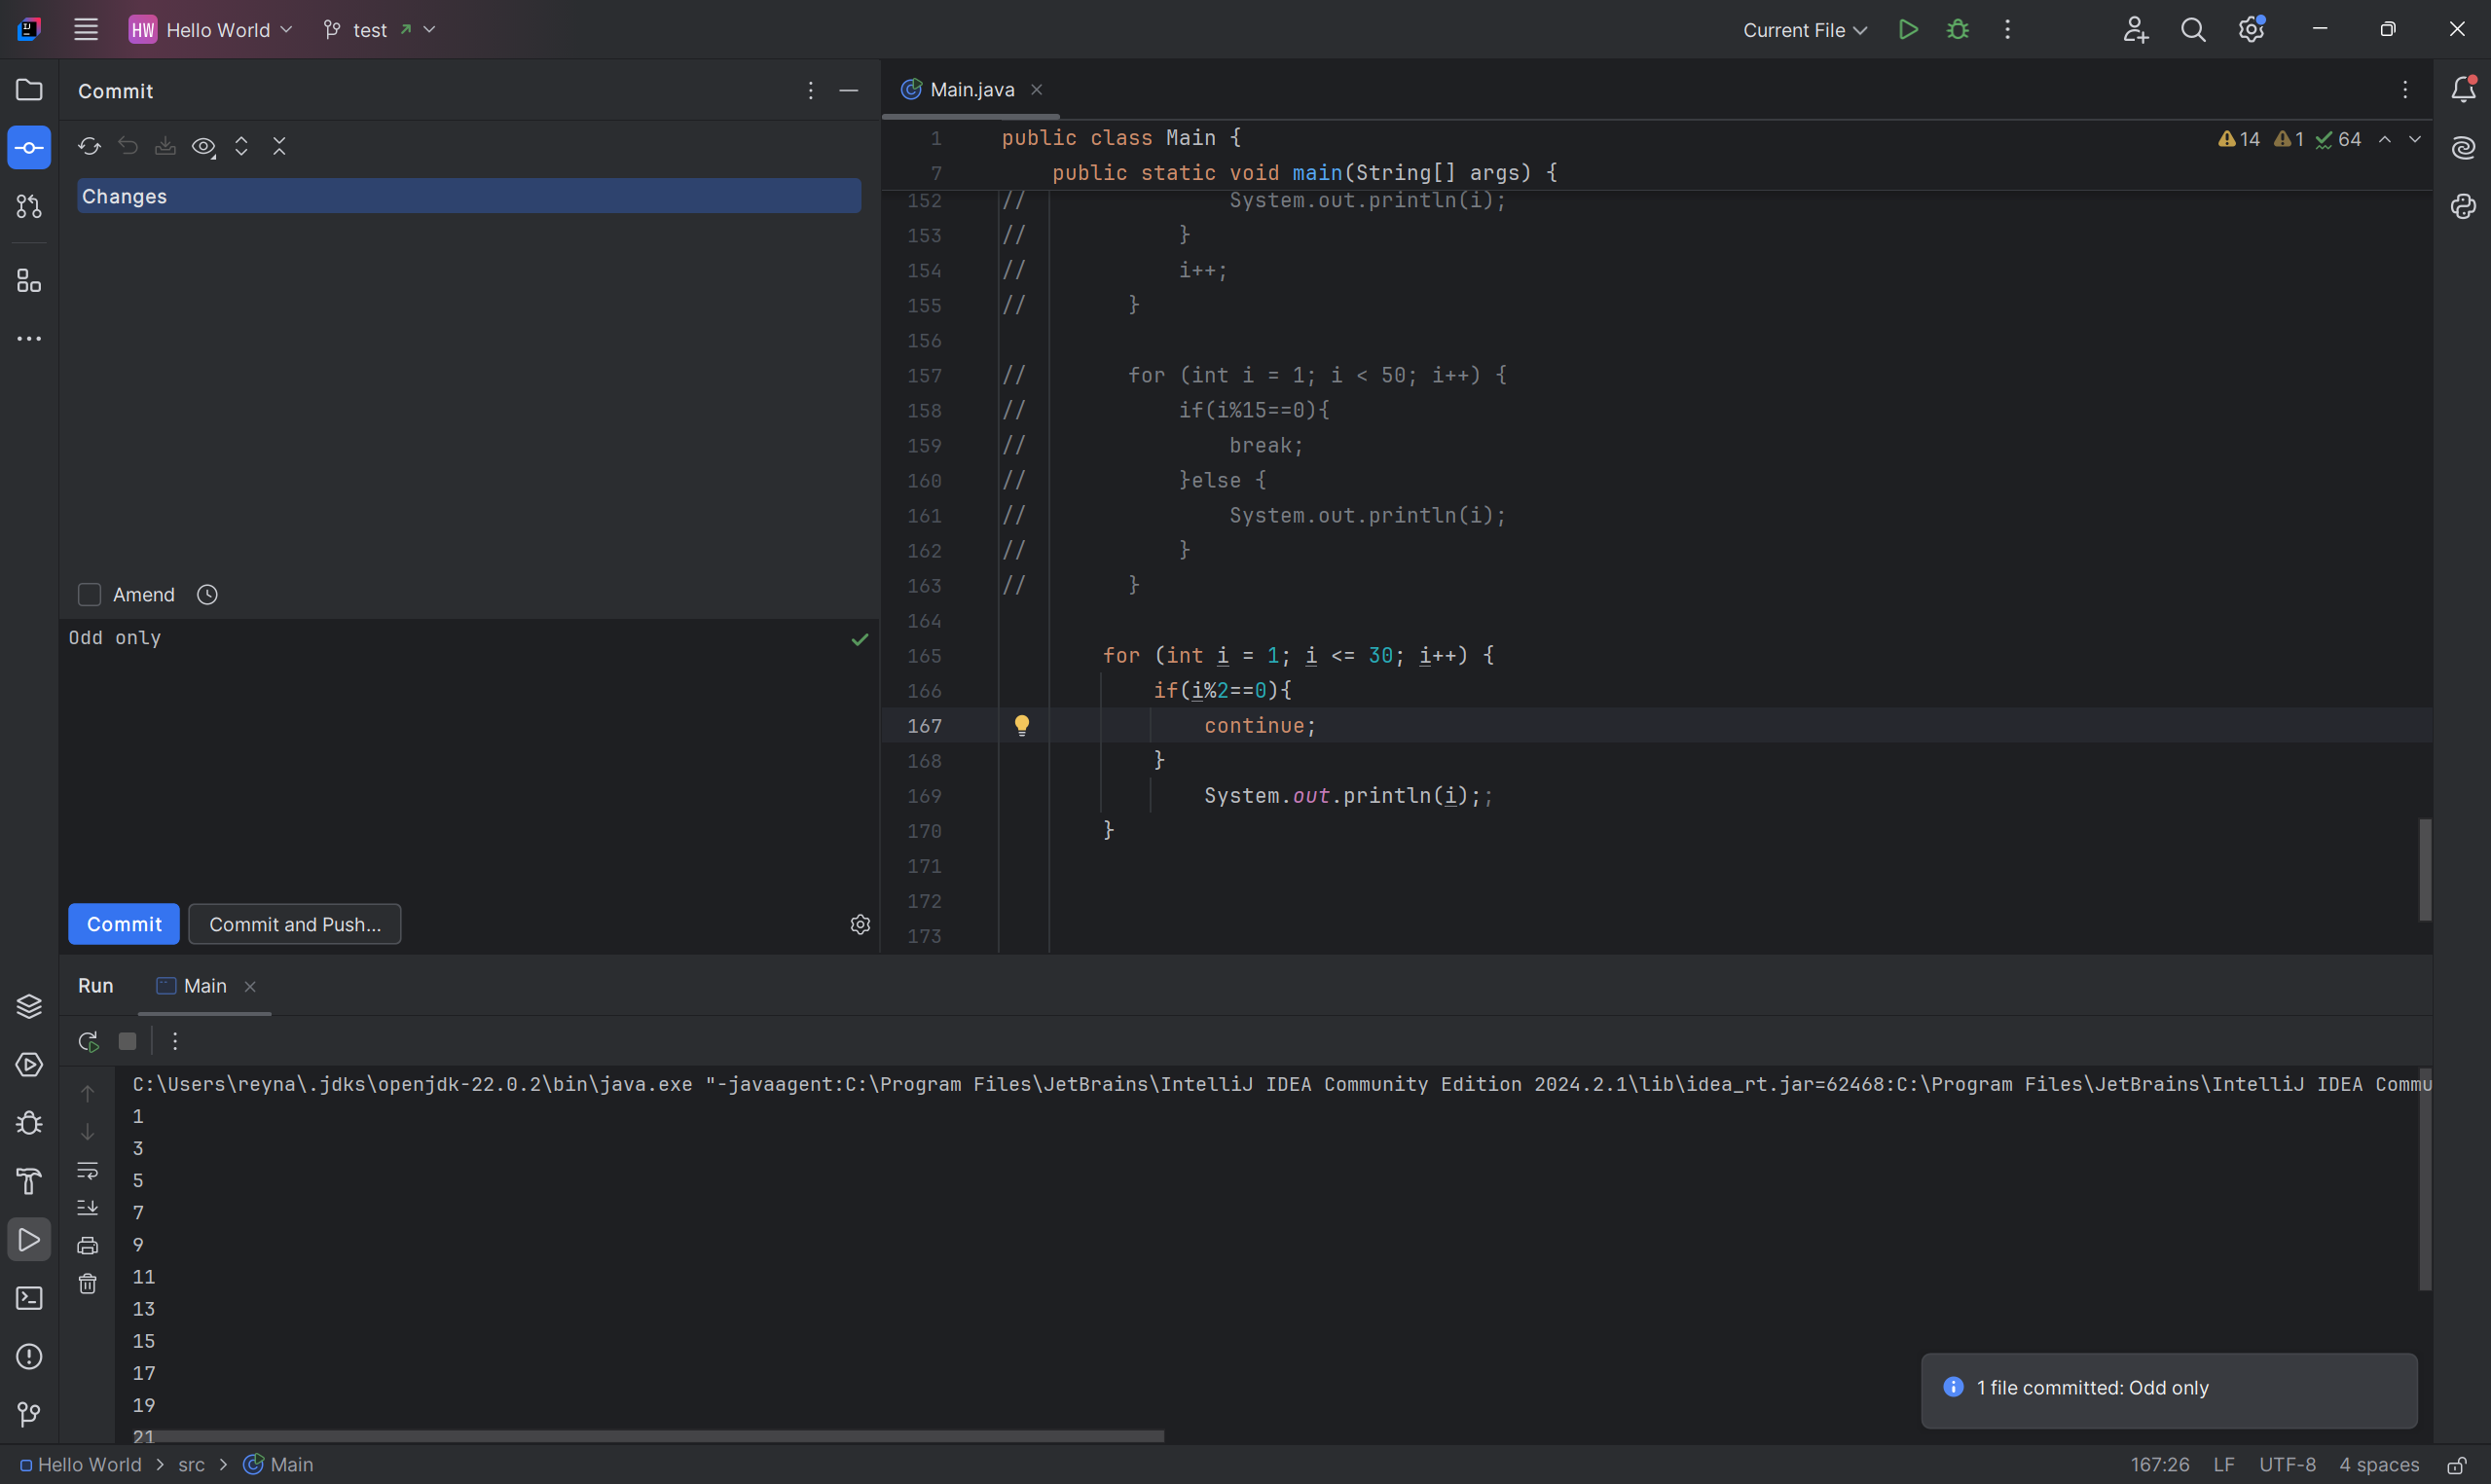 HW Hello World test Current File
Commit
Changes
Amend
Odd only
Commit Commit and Push...
Main.java
14 1 64
1 public class Main {
7 public static void main(String[] args) {
152 // System.out.println(i);
153 // }
154 // i++;
155 // }
156
157 // for (int i = 1; i < 50; i++) {
158 // if(i%15==0){
159 // break;
160 // }else {
161 // System.out.println(i);
162 // }
163 // }
164
165 for (int i = 1; i <= 30; i++) {
166 if(i%2==0){
167 continue;
168 }
169 System.out.println(i);;
170 }
171
172
173
Run Main
C:\Users\reyna\.jdks\openjdk-22.0.2\bin\java.exe "-javaagent:C:\Program Files\JetBrains\IntelliJ IDEA Community Edition 2024.2.1\lib\idea_rt.jar=62468:C:\Program Files\JetBrains\IntelliJ IDEA Commu
1
3
5
7
9
11
13
15
17
19
21
1 file committed: Odd only
Hello World > src > Main
167:26 LF UTF-8 4 spaces